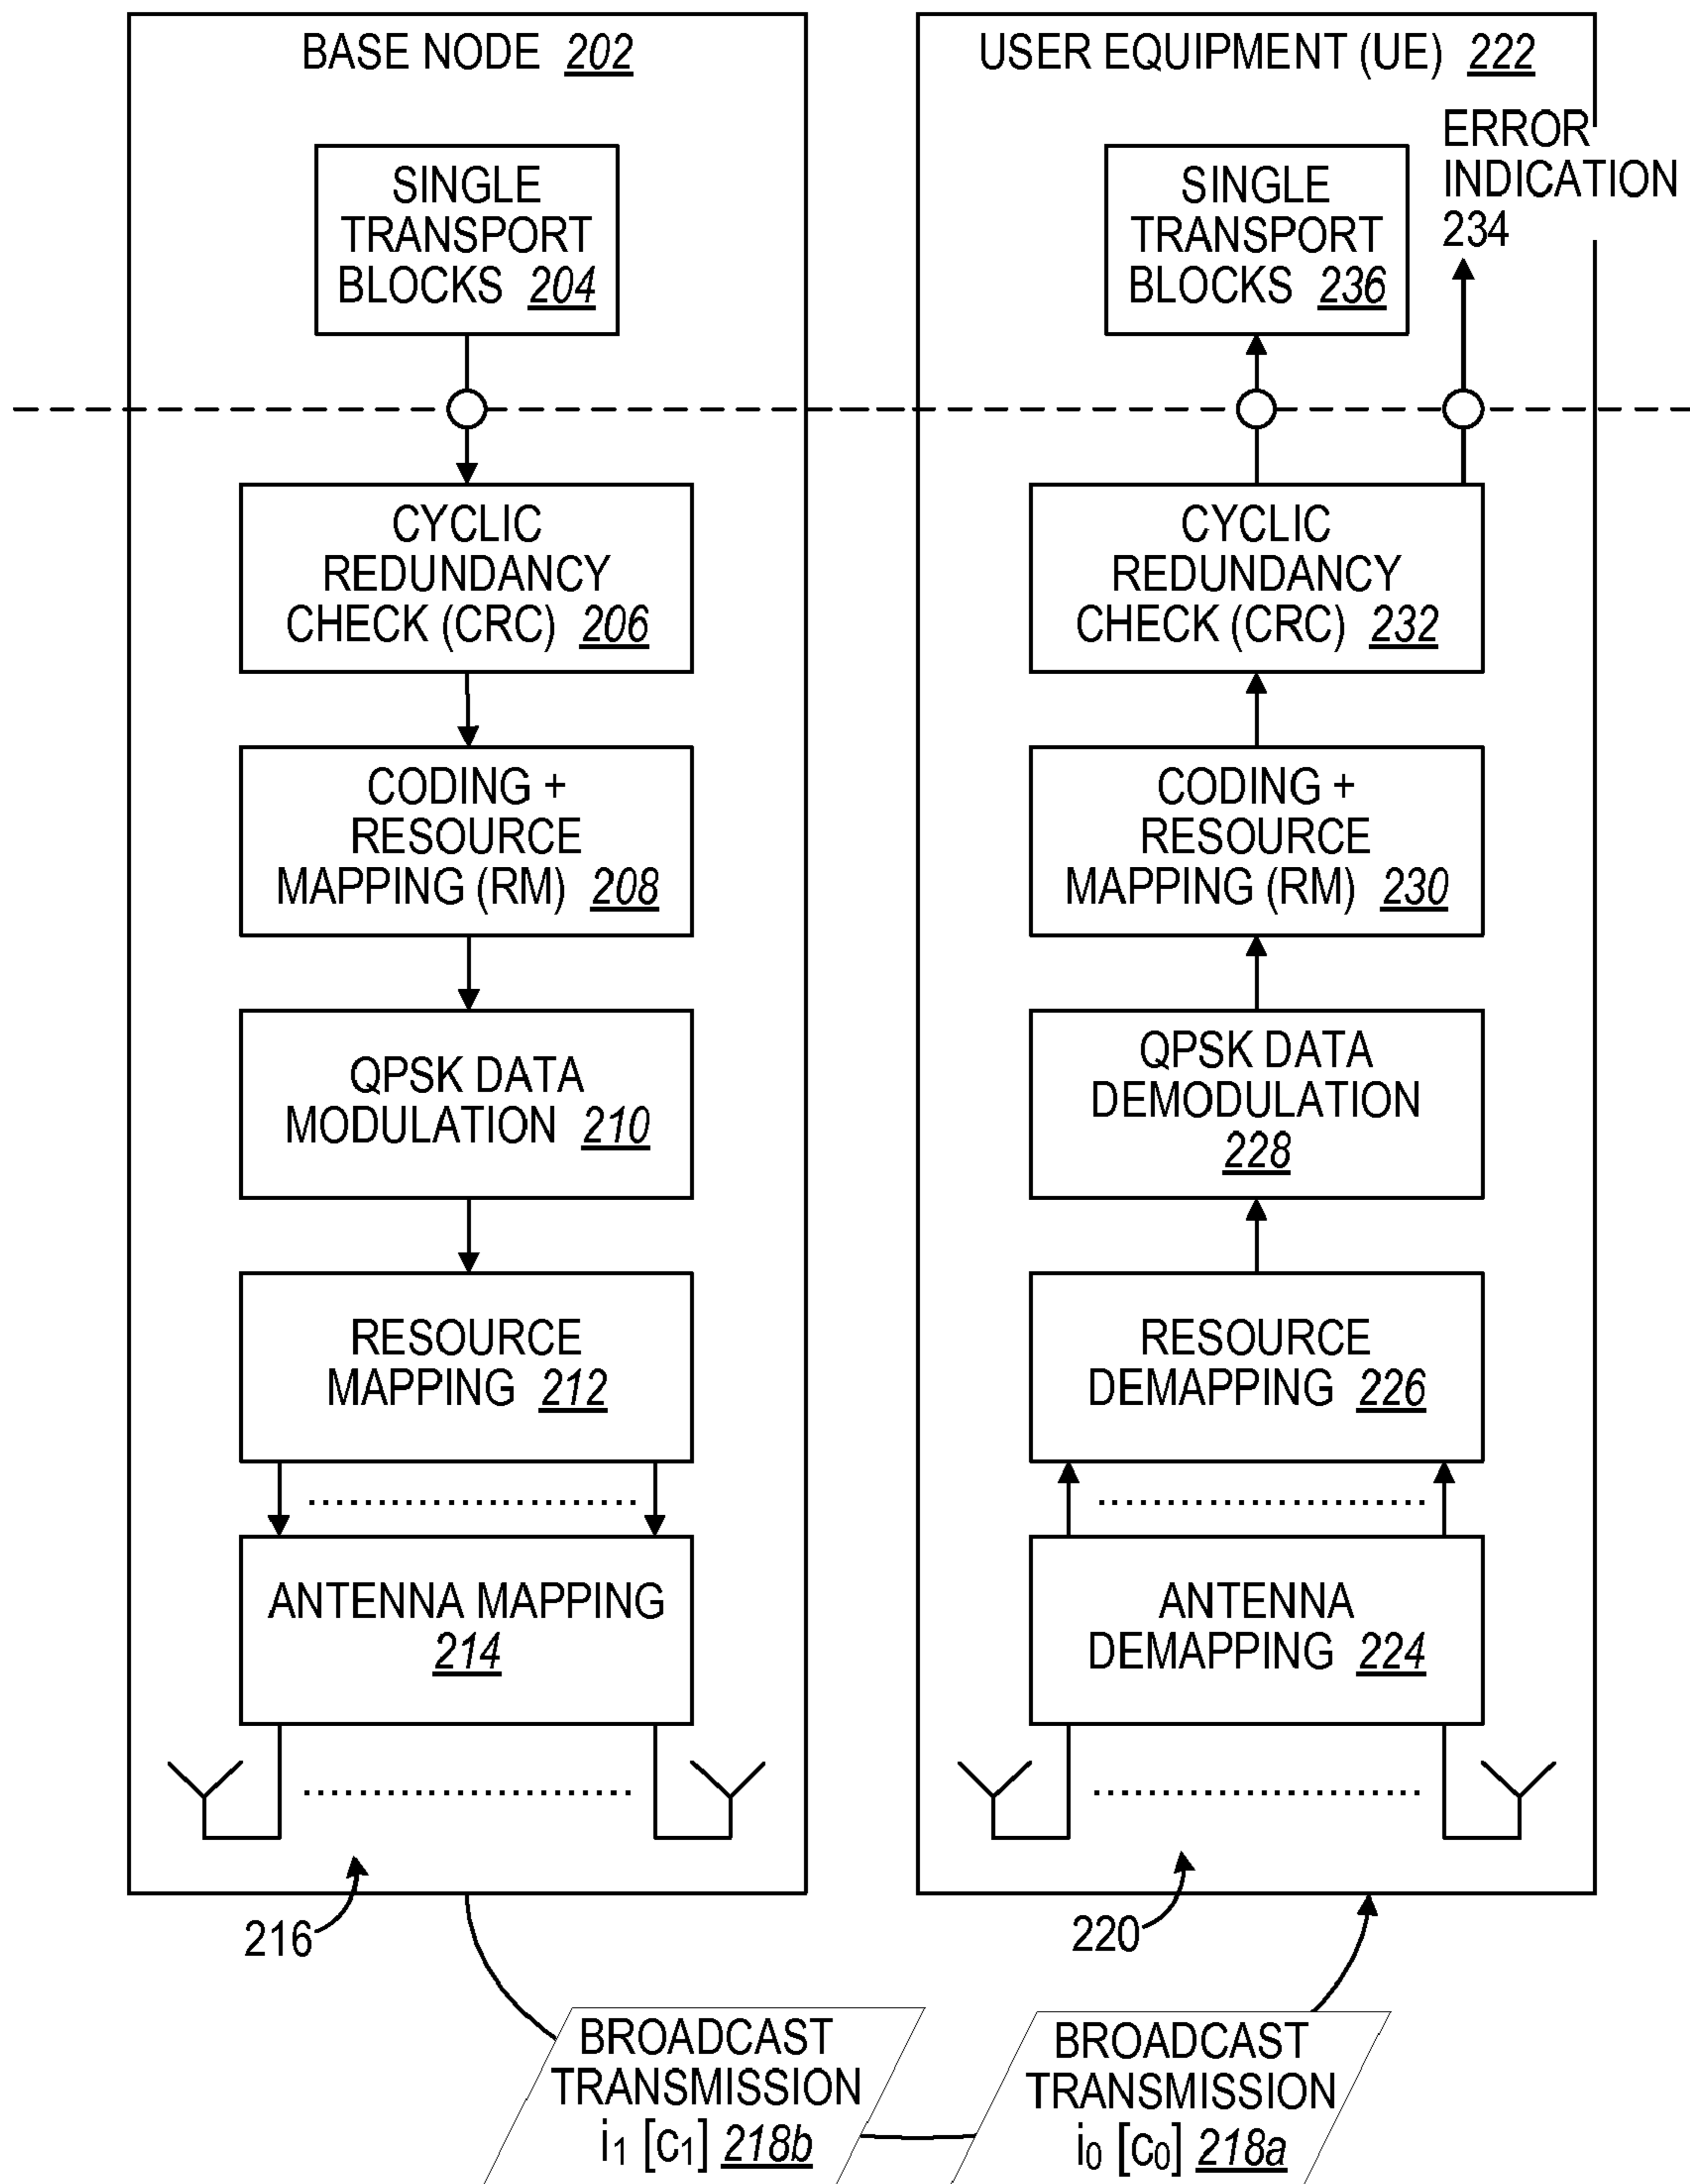 BASE NODE 202
SINGLE
TRANSPORT
BLOCKS 204
CYCLIC
REDUNDANCY
CHECK (CRC) 206
CODING +
RESOURCE
MAPPING (RM) 208
QPSK DATA
MODULATION 210
RESOURCE
MAPPING 212
ANTENNA MAPPING
214
216
USER EQUIPMENT (UE) 222
ERROR
INDICATION
234
SINGLE
TRANSPORT
BLOCKS 236
CYCLIC
REDUNDANCY
CHECK (CRC) 232
CODING +
RESOURCE
MAPPING (RM) 230
QPSK DATA
DEMODULATION
228
RESOURCE
DEMAPPING 226
ANTENNA
DEMAPPING 224
220
BROADCAST
TRANSMISSION
i1 [c1] 218b
BROADCAST
TRANSMISSION
i0 [c0] 218a